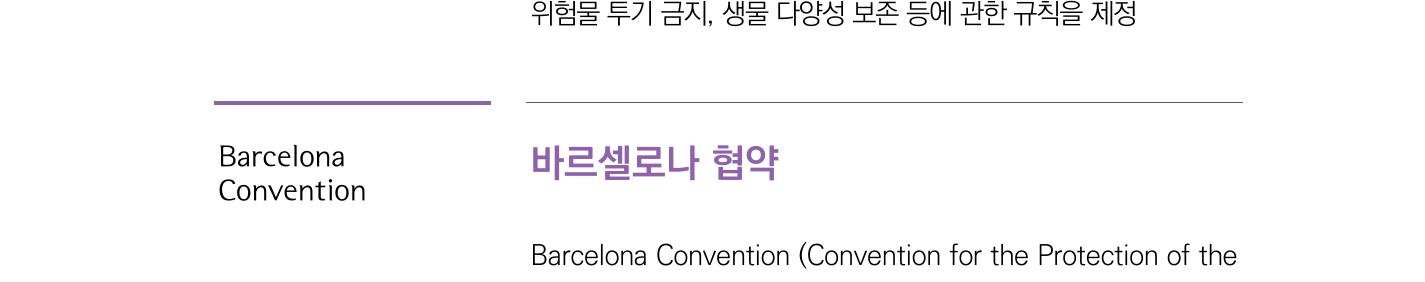 위험물 투기 금지, 생물 다양성 보존 등에 관한 규칙을 제정
Barcelona
Convention
바르셀로나 협약
Barcelona Convention (Convention for the Protection of the